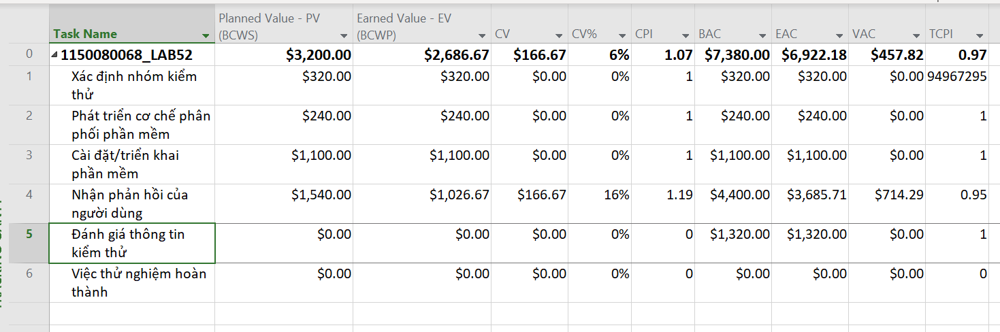 Planned Value - PV Earned Value - EV
Task Name (BCWS) (BCWP) CV CV% CPI BAC EAC VAC TCPI
0 1150080068_LAB52 $3,200.00 $2,686.67 $166.67 6% 1.07 $7,380.00 $6,922.18 $457.82 0.97
1 Xác định nhóm kiểm $320.00 $320.00 $0.00 0% 1 $320.00 $320.00 $0.00 94967295
thử
2 Phát triển cơ chế phân $240.00 $240.00 $0.00 0% 1 $240.00 $240.00 $0.00 1
phối phần mềm
3 Cài đặt/triển khai $1,100.00 $1,100.00 $0.00 0% 1 $1,100.00 $1,100.00 $0.00 1
phần mềm
4 Nhận phản hồi của $1,540.00 $1,026.67 $166.67 16% 1.19 $4,400.00 $3,685.71 $714.29 0.95
người dùng
5 Đánh giá thông tin $0.00 $0.00 $0.00 0% 0 $1,320.00 $1,320.00 $0.00 1
kiểm thử
6 Việc thử nghiệm hoàn $0.00 $0.00 $0.00 0% 0 $0.00 $0.00 $0.00 0
thành